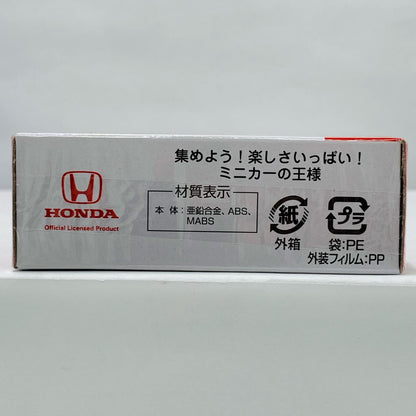 集めよう！楽しさいっぱい！
ミニカーの王様
HONDA
Official Licensed Product
材質表示
本 体：亜鉛合金、ABS、
MABS
紙
外箱
プラ
袋:PE
外装フィルム:PP